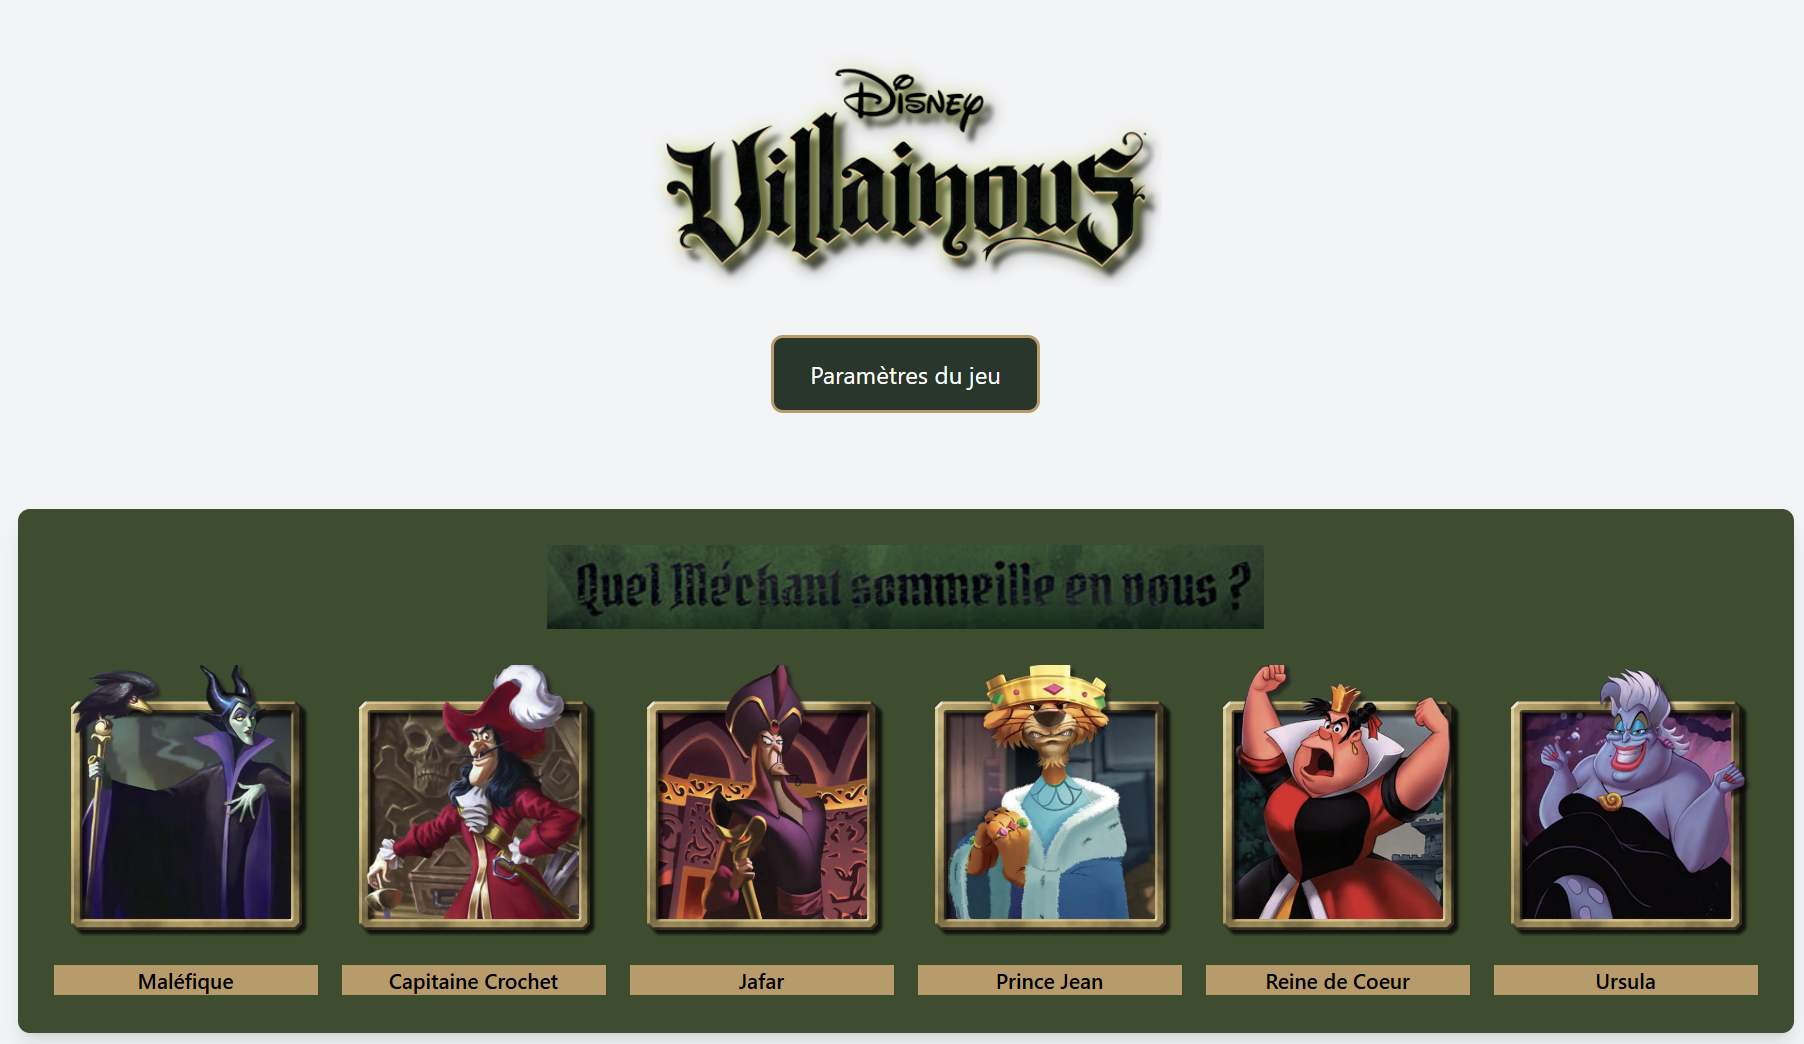 Disney
Villainous
Paramètres du jeu
Quel Méchant sommeille en vous ?
Maléfique
Capitaine Crochet
Jafar
Prince Jean
Reine de Coeur
Ursula